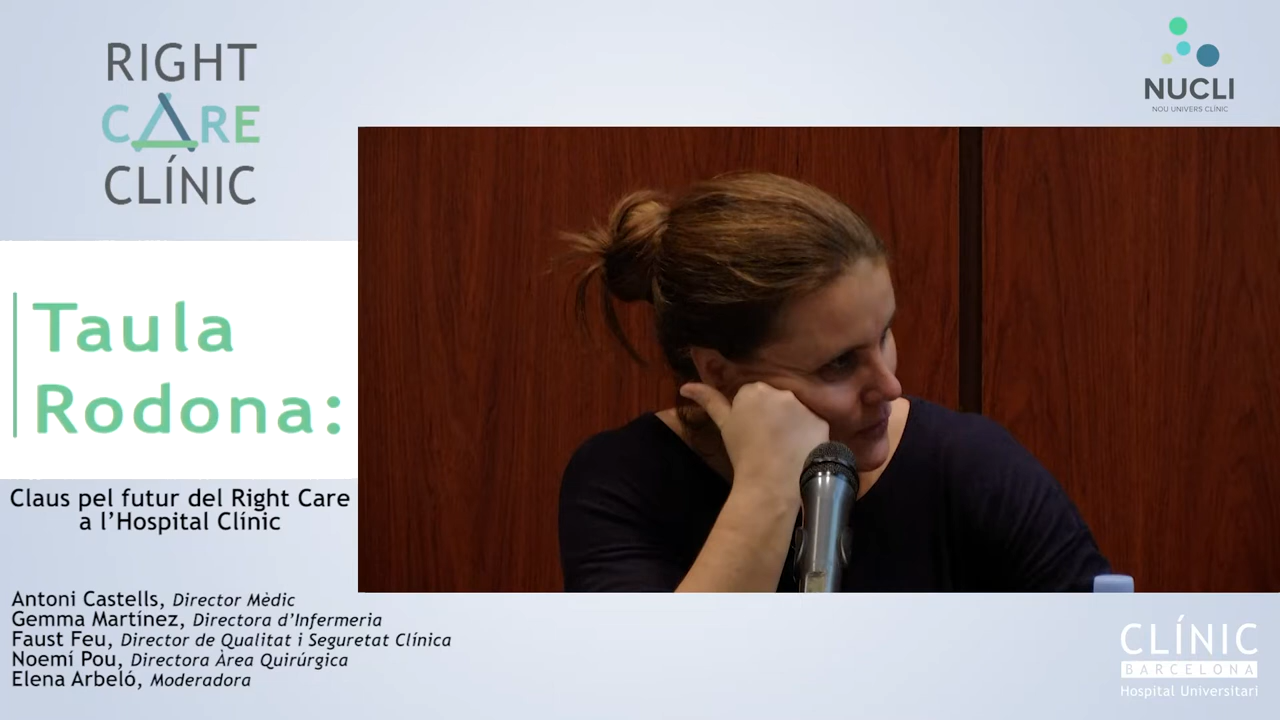 RIGHT
CARE
CLÍNIC
NUCLI
NOU UNIVERS CLÍNIC
Taula
Rodona:
Claus pel futur del Right Care
a l’Hospital Clínic
Antoni Castells, Director Mèdic
Gemma Martínez, Directora d’Infermeria
Faust Feu, Director de Qualitat i Seguretat Clínica
Noemí Pou, Directora Àrea Quirúrgica
Elena Arbeló, Moderadora
CLÍNIC
BARCELONA
Hospital Universitari